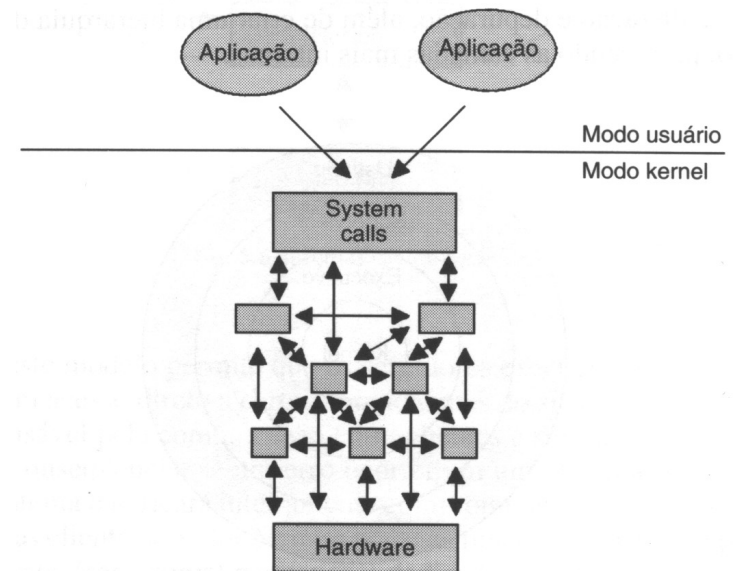 Aplicação
Aplicação
Modo usuário
Modo kernel
System
calls
Hardware